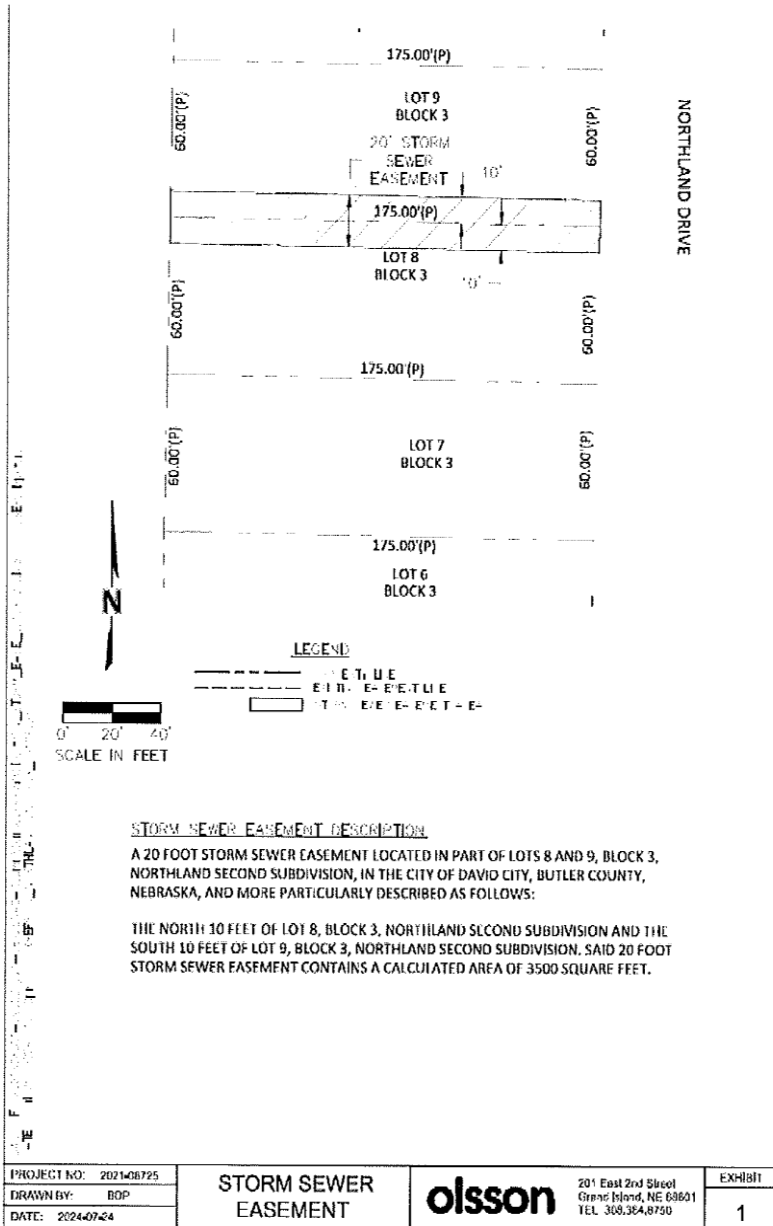 175.00'(P)
60.00'(P)
LOT 9
BLOCK 3
60.00'(P)
NORTHLAND DRIVE
20' STORM
SEWER
EASEMENT
10'
175.00'(P)
LOT 8
BLOCK 3
10'
60.00'(P)
60.00'(P)
175.00'(P)
60.00'(P)
LOT 7
BLOCK 3
60.00'(P)
175.00'(P)
LOT 6
BLOCK 3
N
LEGEND
0' 20' 40'
SCALE IN FEET
STORM SEWER EASEMENT DESCRIPTION
A 20 FOOT STORM SEWER EASEMENT LOCATED IN PART OF LOTS 8 AND 9, BLOCK 3,
NORTHLAND SECOND SUBDIVISION, IN THE CITY OF DAVID CITY, BUTLER COUNTY,
NEBRASKA, AND MORE PARTICULARLY DESCRIBED AS FOLLOWS:
THE NORTH 10 FEET OF LOT 8, BLOCK 3, NORTHLAND SECOND SUBDIVISION AND THE
SOUTH 10 FEET OF LOT 9, BLOCK 3, NORTHLAND SECOND SUBDIVISION. SAID 20 FOOT
STORM SEWER EASEMENT CONTAINS A CALCULATED AREA OF 3500 SQUARE FEET.
PROJECT NO: 2021-08725
DRAWN BY: BOP
DATE: 2024-07-24
STORM SEWER
EASEMENT
olsson
201 East 2nd Street
Grand Island, NE 68801
TEL 308.384.8750
EXHIBIT
1